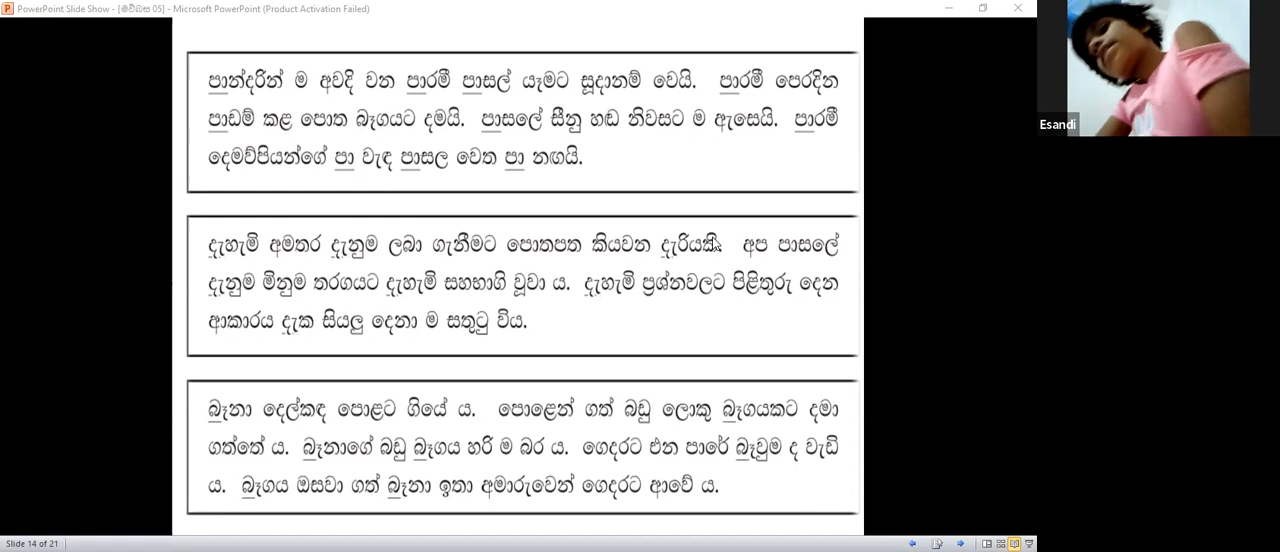 PowerPoint Slide Show - [මව්බස 05] - Microsoft PowerPoint (Product Activation Failed)
පාන්දරින් ම අවදි වන පාරමී පාසල් යෑමට සූදානම් වෙයි. පාරමී පෙරදින
පාඩම් කළ පොත බෑගයට දමයි. පාසලේ සීනු හඬ නිවසට ම ඇසෙයි. පාරමී
දෙමව්පියන්ගේ පා වැඳ පාසල වෙත පා නඟයි.
දැහැමි අමතර දැනුම ලබා ගැනීමට පොතපත කියවන දැරියකි. අප පාසලේ
දැනුම මිනුම තරගයට දැහැමි සහභාගි වූවා ය. දැහැමි ප්‍රශ්නවලට පිළිතුරු දෙන
ආකාරය දැක සියලු දෙනා ම සතුටු විය.
බෑනා දෙල්කඳ පොළට ගියේ ය. පොළෙන් ගත් බඩු ලොකු බෑගයකට දමා
ගත්තේ ය. බෑනාගේ බඩු බෑගය හරි ම බර ය. ගෙදරට එන පාරේ බෑවුම ද වැඩි
ය. බෑගය ඔසවා ගත් බෑනා ඉතා අමාරුවෙන් ගෙදරට ආවේ ය.
Esandi
Slide 14 of 21